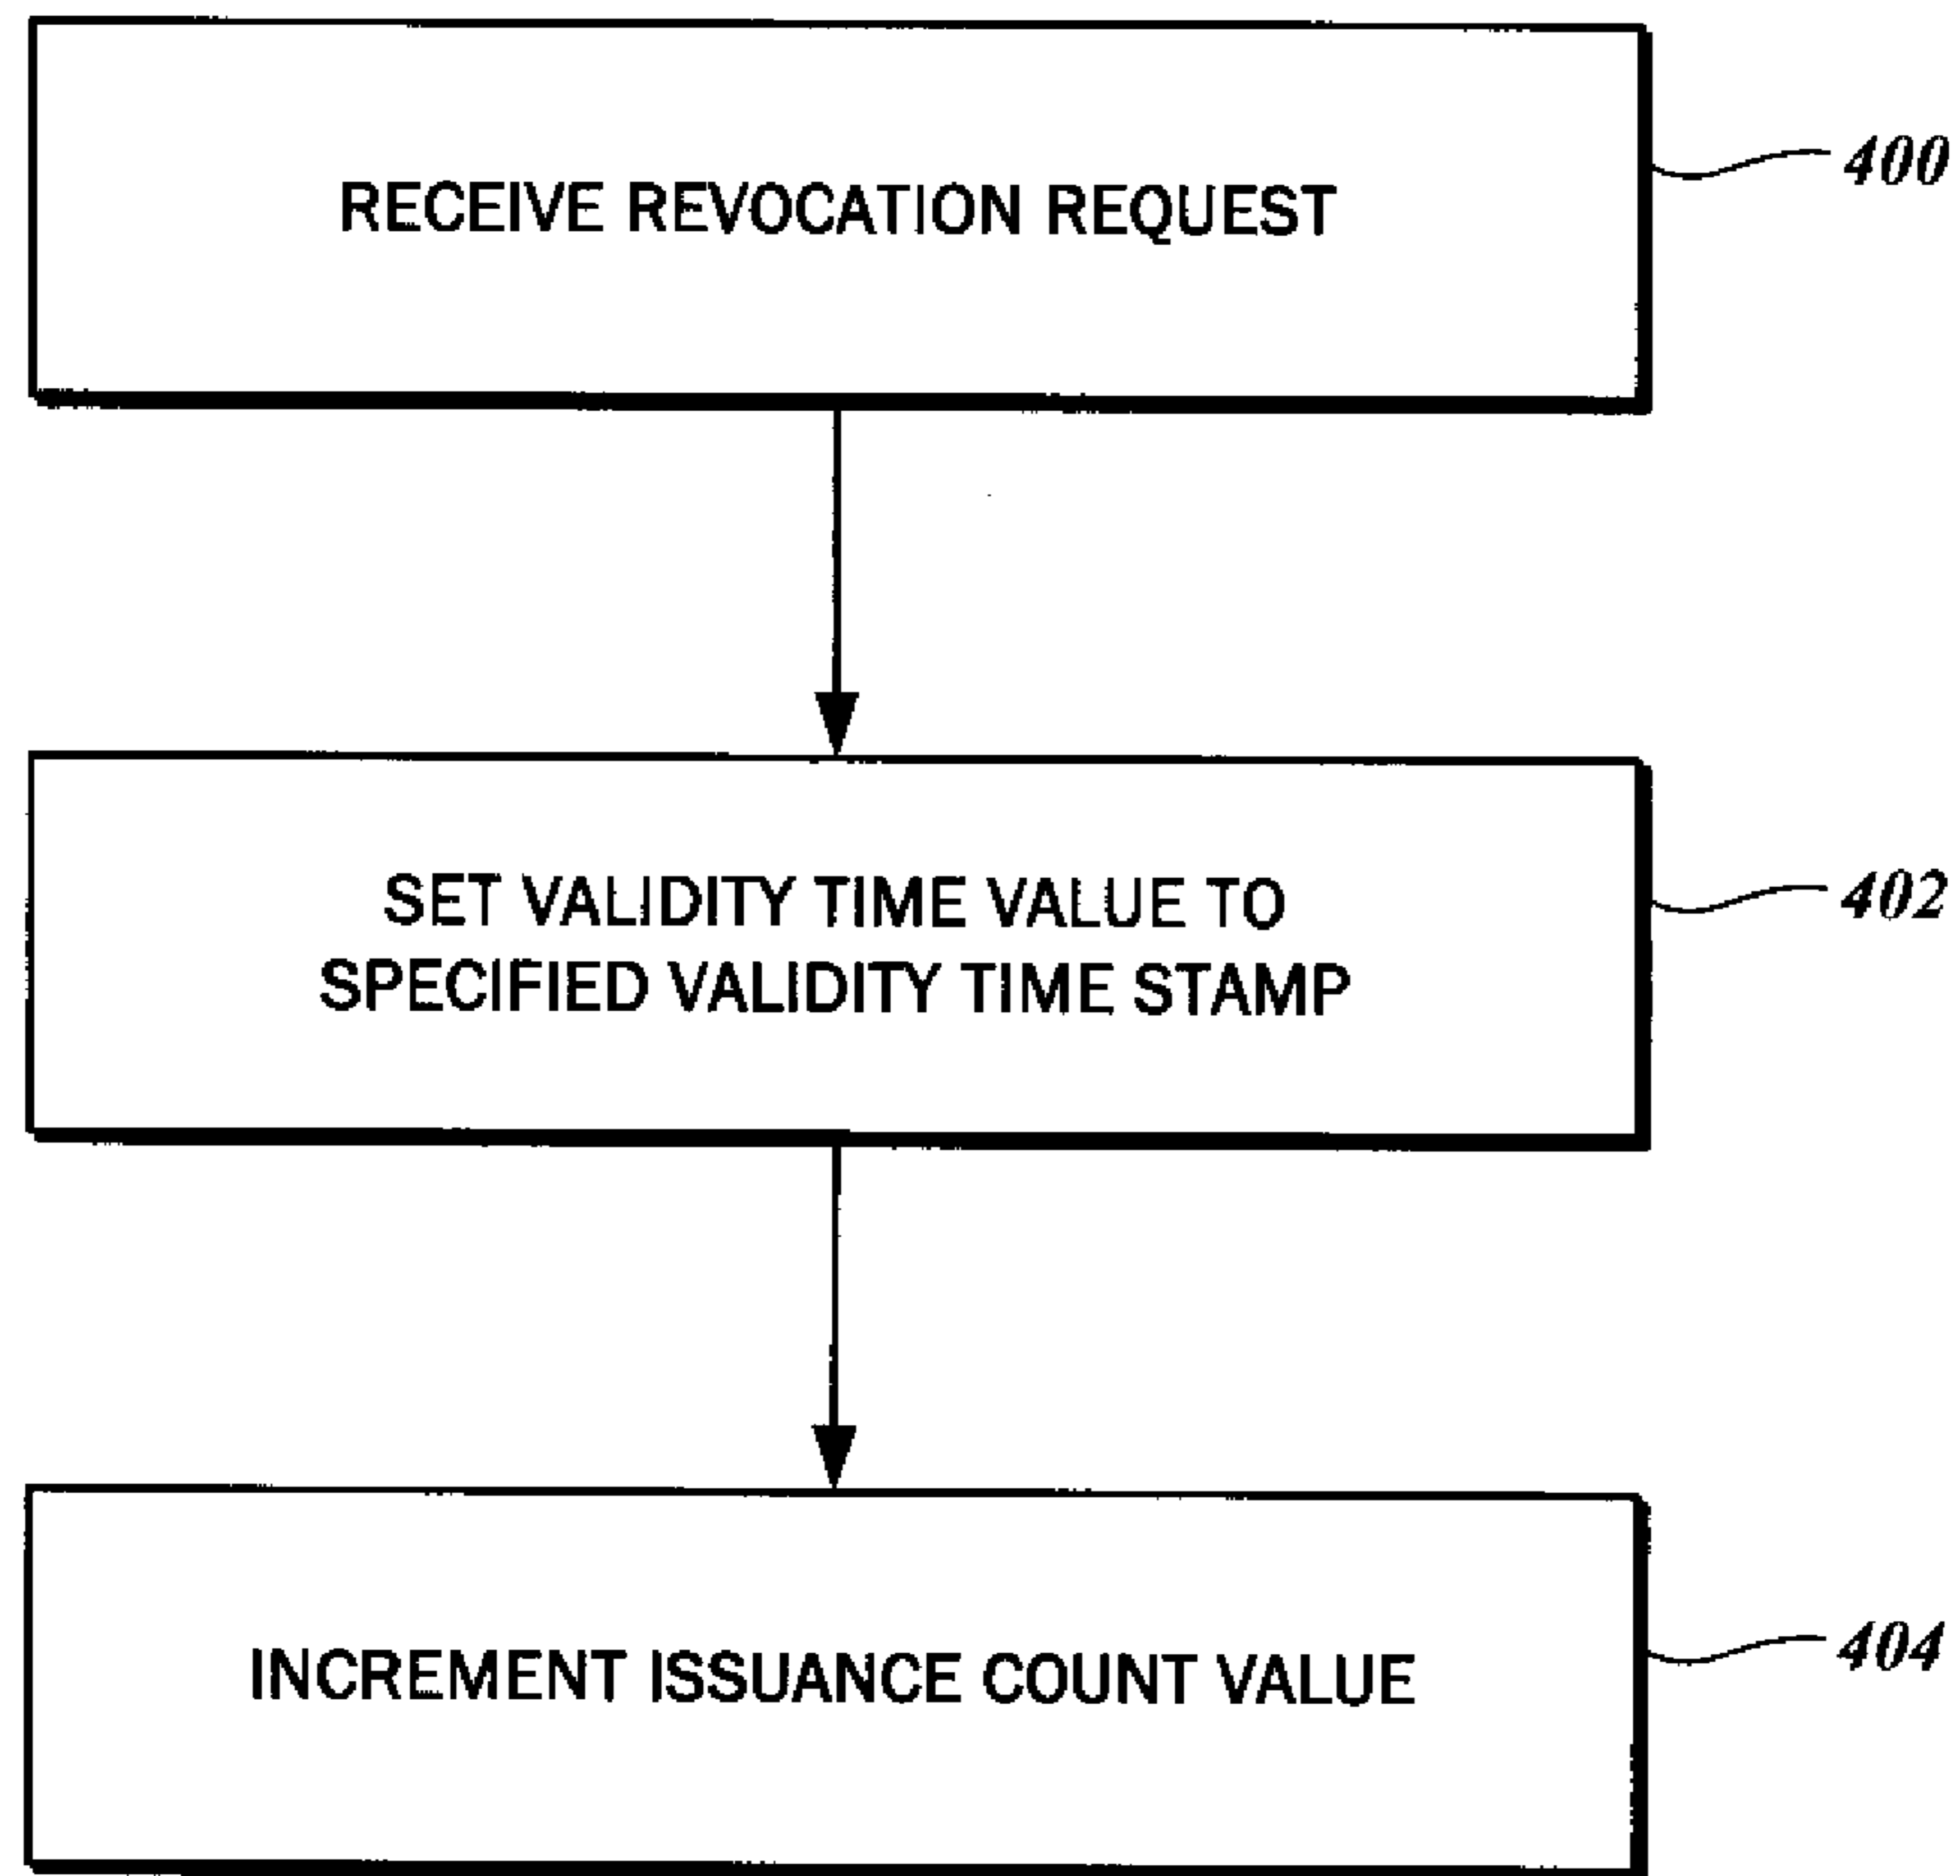 RECEIVE REVOCATION REQUEST
400
SET VALIDITY TIME VALUE TO
SPECIFIED VALIDITY TIME STAMP
402
INCREMENT ISSUANCE COUNT VALUE
404